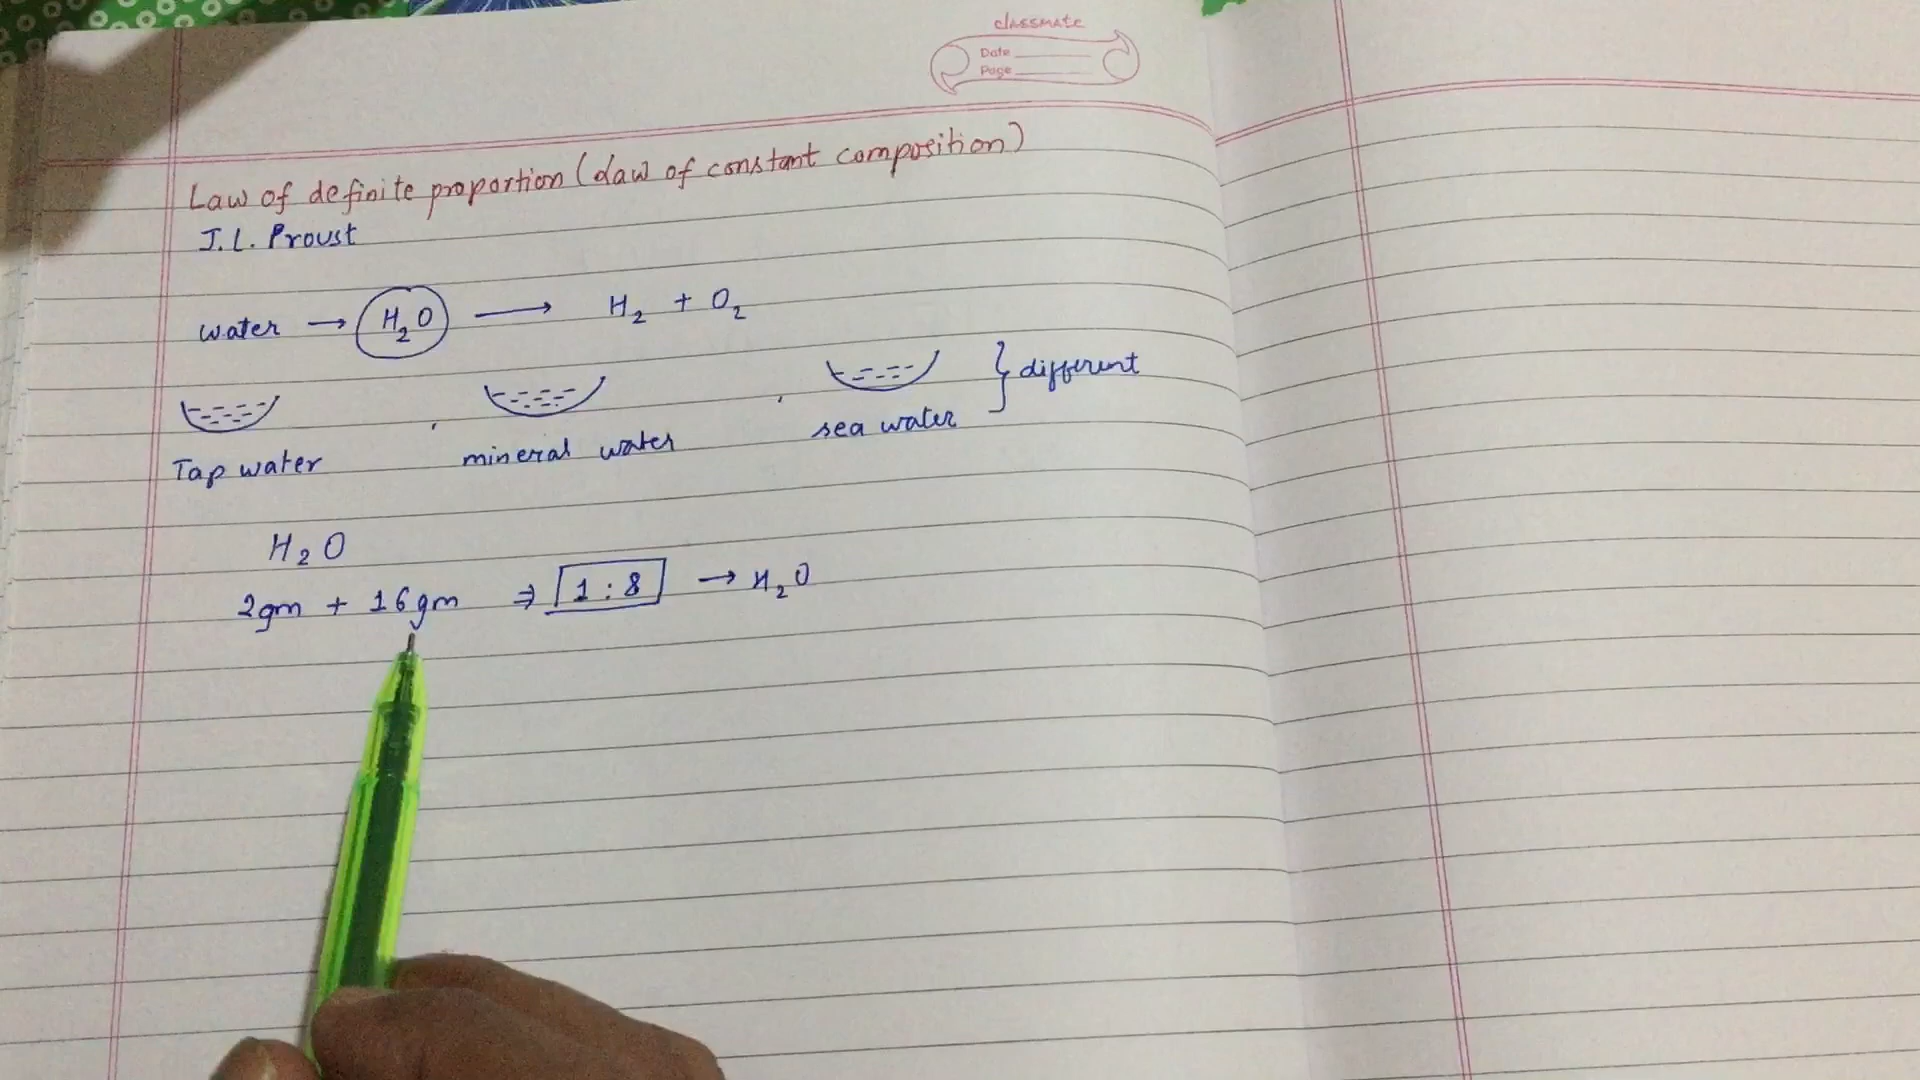 classmate
Date
Page
Law of definite proportion (Law of constant composition)
J.L. Proust
water → H₂O ⟶ H₂ + O₂
Tap water , mineral water , sea water } different
H₂O
2gm + 16gm ⇒ 1 : 8 → H₂O